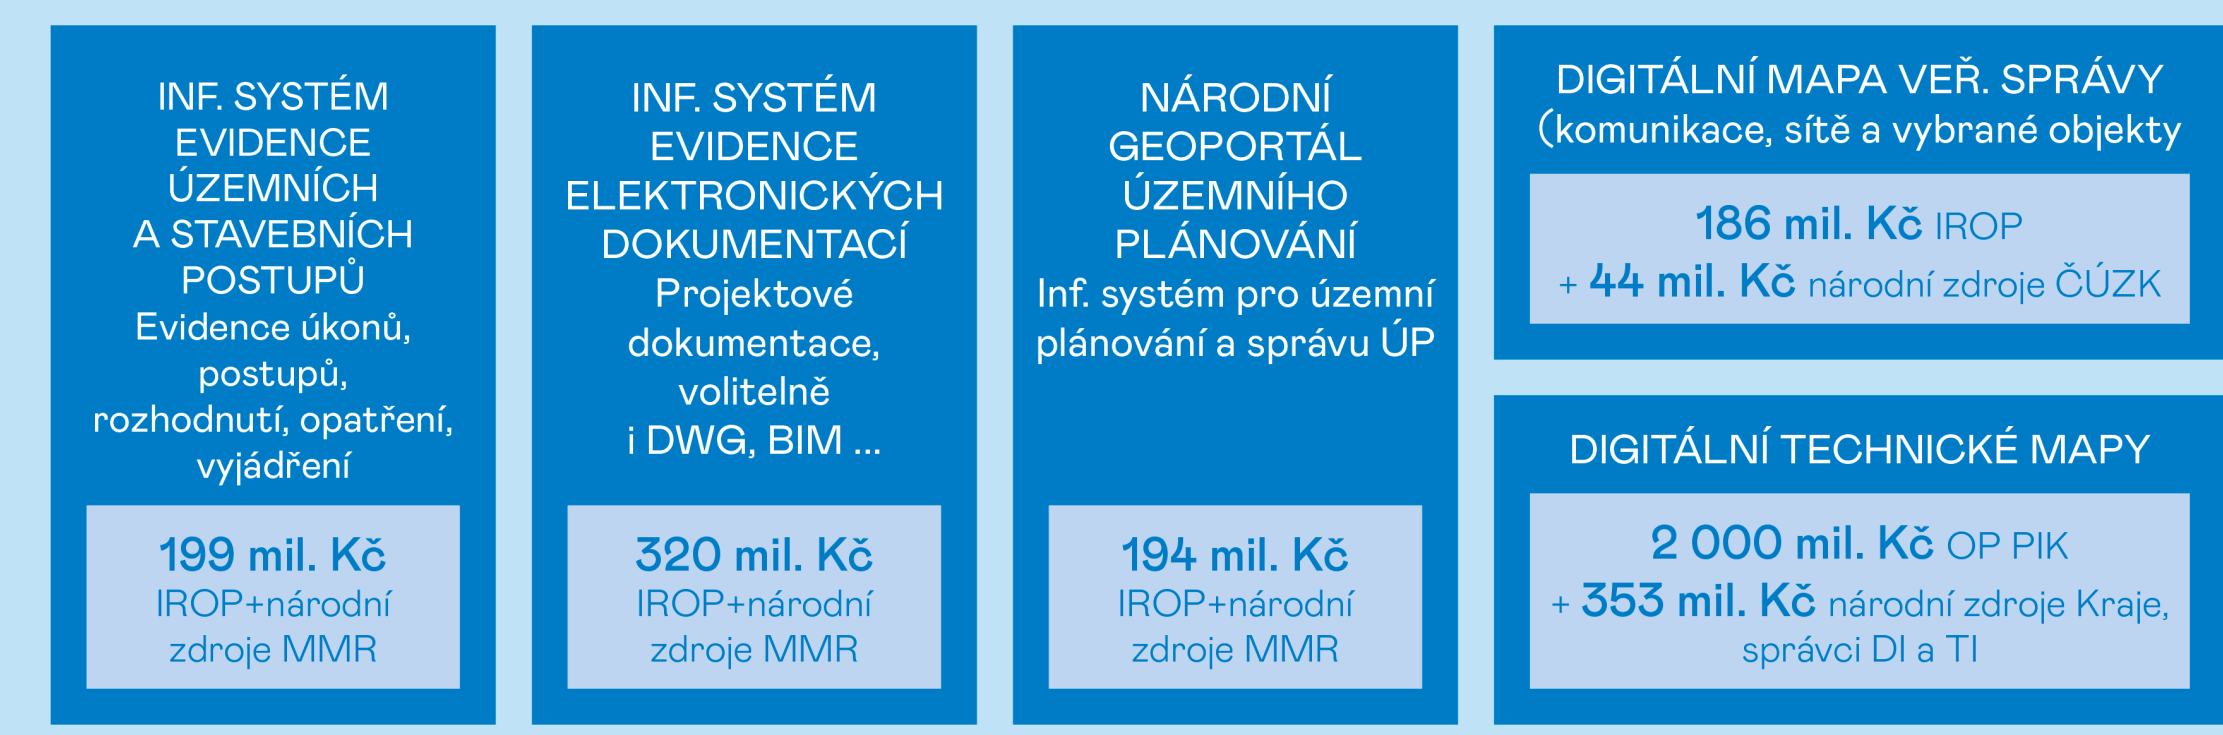 INF. SYSTÉM
EVIDENCE
ÚZEMNÍCH
A STAVEBNÍCH
POSTUPŮ
Evidence úkonů,
postupů,
rozhodnutí, opatření,
vyjádření
199 mil. Kč
IROP+národní
zdroje MMR
INF. SYSTÉM
EVIDENCE
ELEKTRONICKÝCH
DOKUMENTACÍ
Projektové
dokumentace,
volitelně
i DWG, BIM ...
320 mil. Kč
IROP+národní
zdroje MMR
NÁRODNÍ
GEOPORTÁL
ÚZEMNÍHO
PLÁNOVÁNÍ
Inf. systém pro územní
plánování a správu ÚP
194 mil. Kč
IROP+národní
zdroje MMR
DIGITÁLNÍ MAPA VEŘ. SPRÁVY
(komunikace, sítě a vybrané objekty
186 mil. Kč IROP
+ 44 mil. Kč národní zdroje ČÚZK
DIGITÁLNÍ TECHNICKÉ MAPY
2 000 mil. Kč OP PIK
+ 353 mil. Kč národní zdroje Kraje,
správci DI a TI